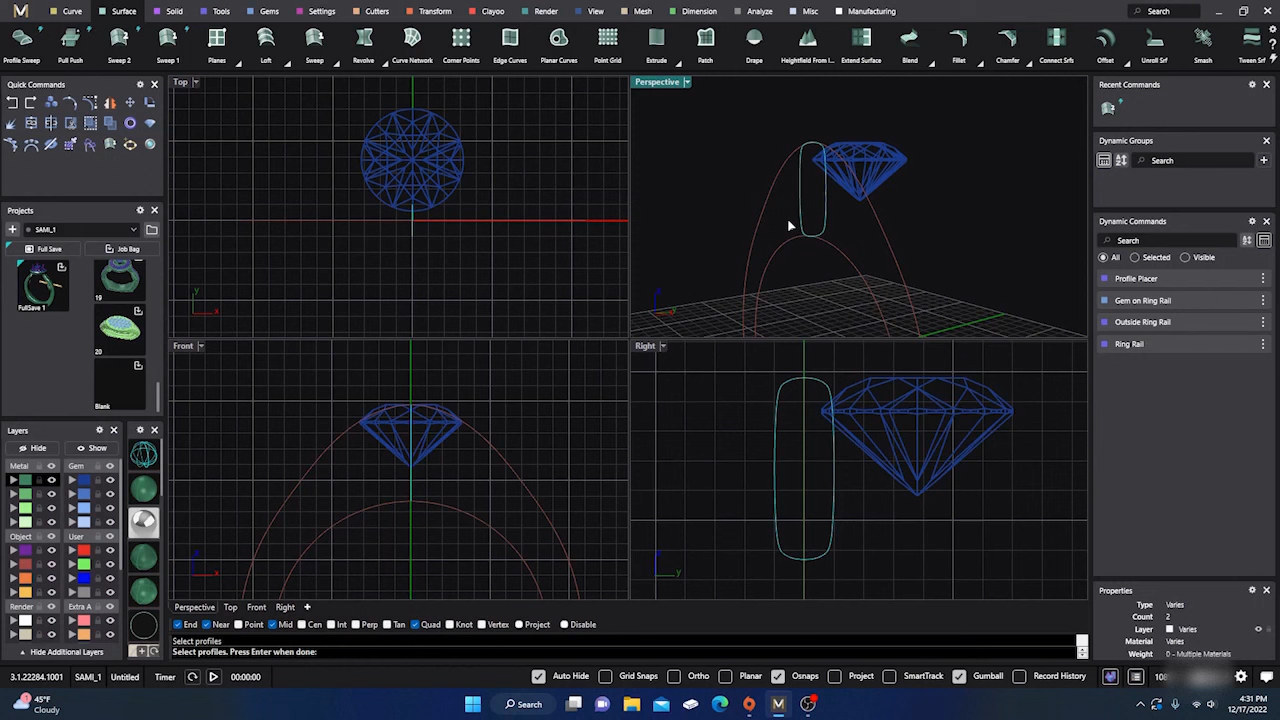 Curve Surface Solid Tools Gems Settings Cutters Transform Clayoo Render View Mesh Dimension Analyze Misc Manufacturing Search
Profile Sweep Pull Push Sweep 2 Sweep 1 Planes Loft Sweep Revolve Curve Network Corner Points Edge Curves Planar Curves Point Grid Extrude Patch Drape Heightfield From I... Extend Surface Blend Fillet Chamfer Connect Srfs Offset Unroll Srf Smash Tween Srf
Quick Commands
Top
Perspective
Recent Commands
Dynamic Groups
Search
Projects
SAMI_1
Full Save Job Bag
FullSave 1
19
20
Blank
Dynamic Commands
Search
All Selected Visible
Profile Placer
Gem on Ring Rail
Outside Ring Rail
Ring Rail
y
x
y
Front
Right
z
x
z
y
Layers
Hide Show
Metal Gem
Object User
Render Extra A
Hide Additional Layers
Perspective Top Front Right
End Near Point Mid Cen Int Perp Tan Quad Knot Vertex Project Disable
Select profiles
Select profiles. Press Enter when done:
Properties
Type Varies
Count 2
Layer Varies
Material Varies
Weight 0 - Multiple Materials
3.1.22284.1001 SAMI_1 Untitled Timer 00:00:00 Auto Hide Grid Snaps Ortho Planar Osnaps Project SmartTrack Gumball Record History
45°F
Cloudy
Search
4:31 PM
12/17/2022